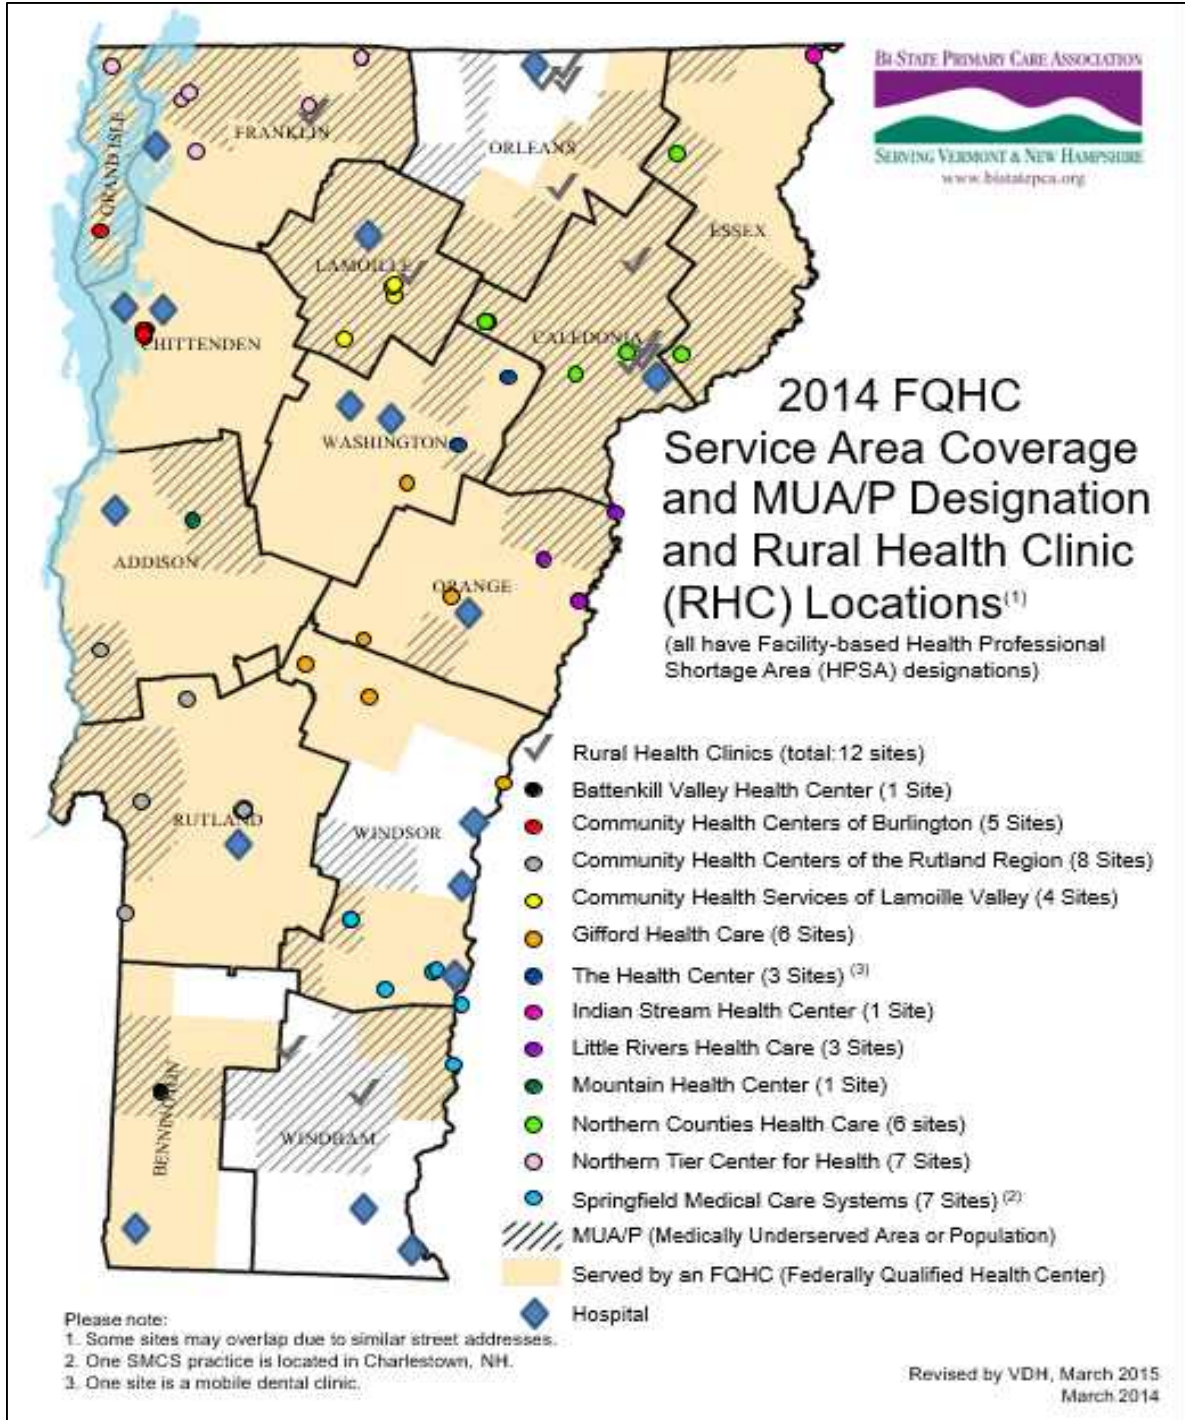 BI-STATE PRIMARY CARE ASSOCIATION
SERVING VERMONT & NEW HAMPSHIRE
www.bistatepca.org
GRAND ISLE
FRANKLIN
ORLEANS
ESSEX
LAMOILLE
CHITTENDEN
CALEDONIA
WASHINGTON
ADDISON
ORANGE
RUTLAND
WINDSOR
BENNINGTON
WINDHAM
2014 FQHC
Service Area Coverage
and MUA/P Designation
and Rural Health Clinic
(RHC) Locations(1)
(all have Facility-based Health Professional
Shortage Area (HPSA) designations)
Rural Health Clinics (total:12 sites)
Battenkill Valley Health Center (1 Site)
Community Health Centers of Burlington (5 Sites)
Community Health Centers of the Rutland Region (8 Sites)
Community Health Services of Lamoille Valley (4 Sites)
Gifford Health Care (6 Sites)
The Health Center (3 Sites) (3)
Indian Stream Health Center (1 Site)
Little Rivers Health Care (3 Sites)
Mountain Health Center (1 Site)
Northern Counties Health Care (6 sites)
Northern Tier Center for Health (7 Sites)
Springfield Medical Care Systems (7 Sites) (2)
MUA/P (Medically Underserved Area or Population)
Served by an FQHC (Federally Qualified Health Center)
Hospital
Please note:
1. Some sites may overlap due to similar street addresses.
2. One SMCS practice is located in Charlestown, NH.
3. One site is a mobile dental clinic.
Revised by VDH, March 2015
March 2014